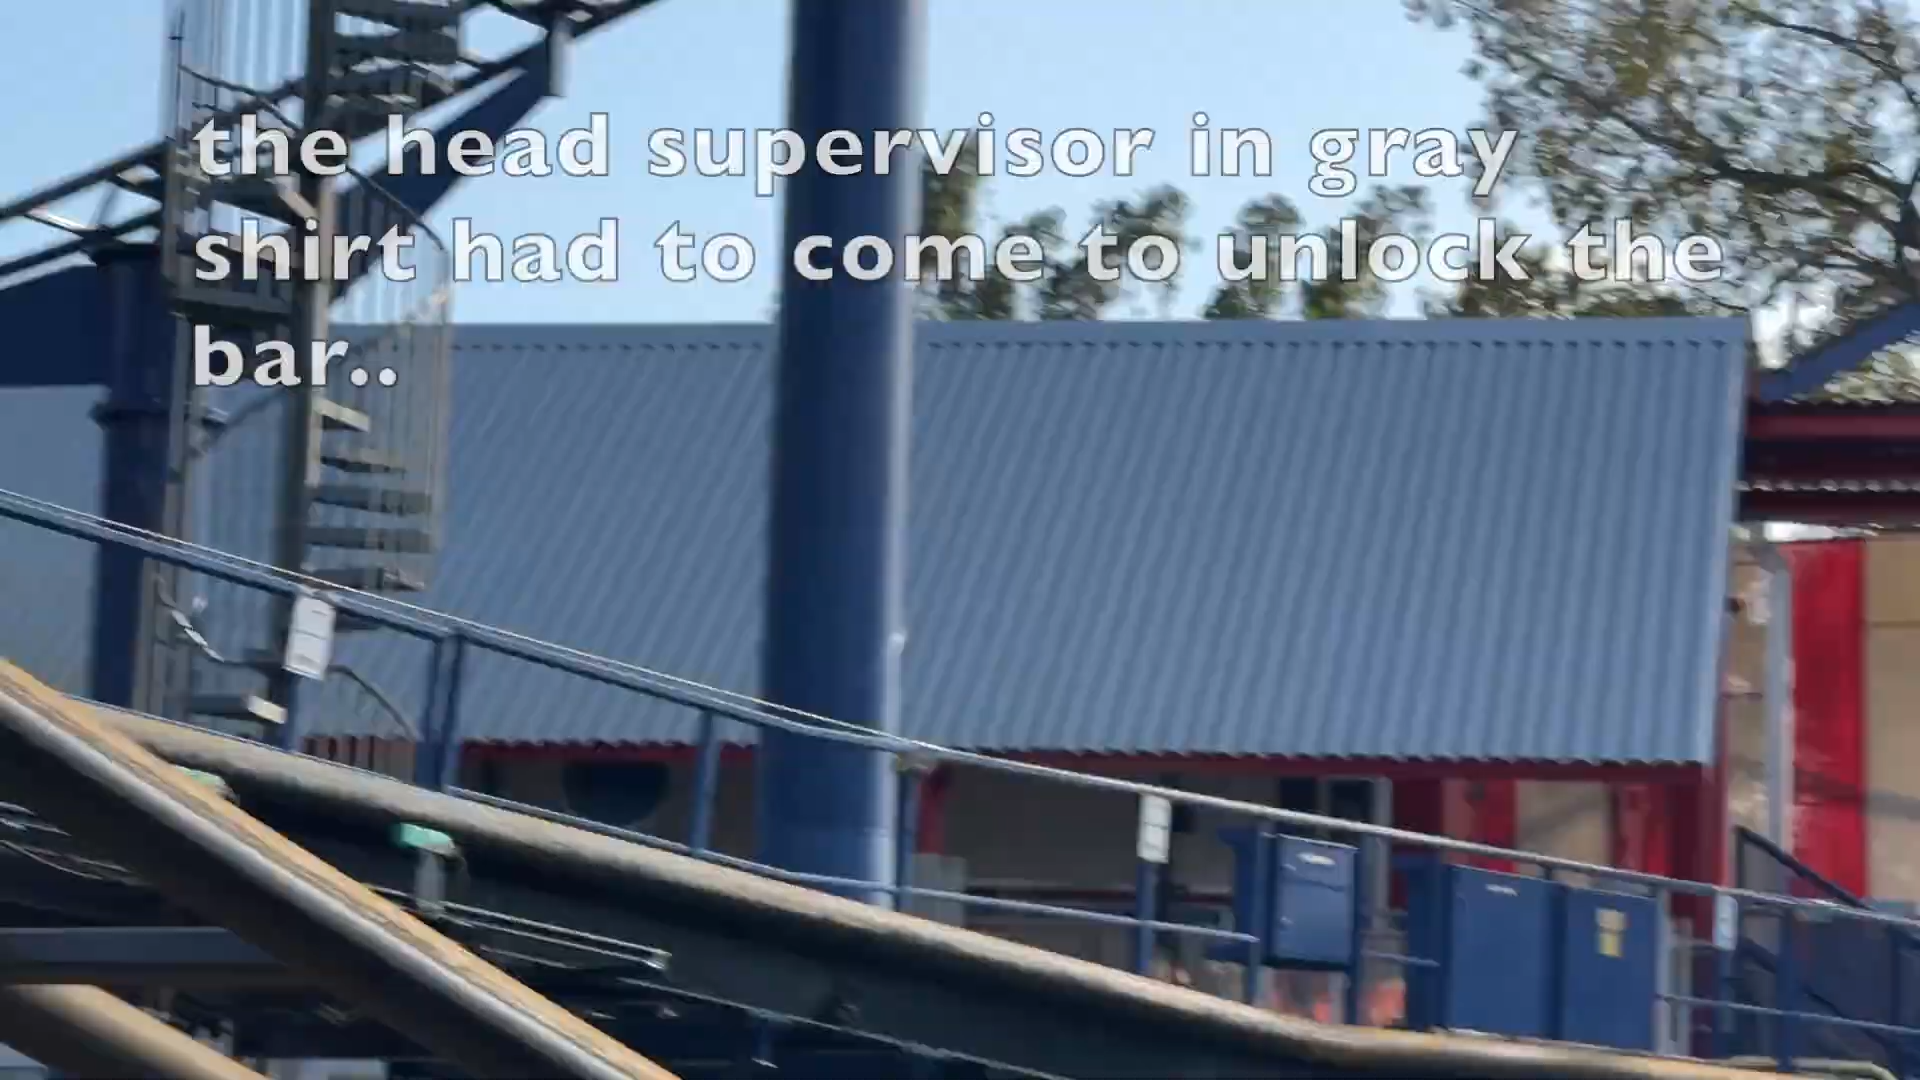 the head supervisor in gray
shirt had to come to unlock the
bar..